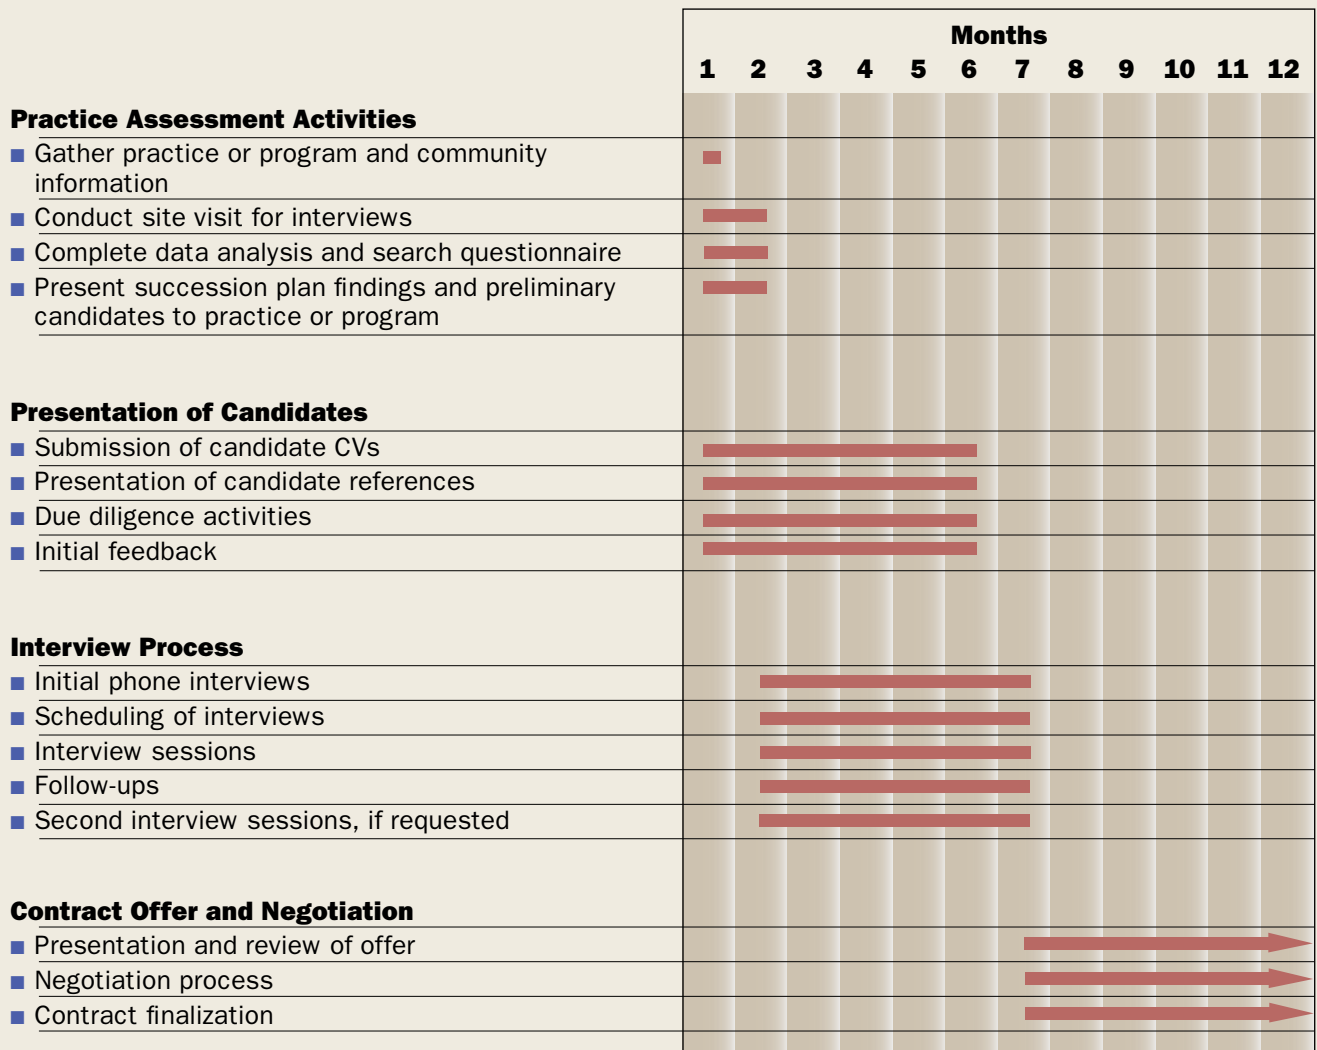 Months
1 2 3 4 5 6 7 8 9 10 11 12
Practice Assessment Activities
Gather practice or program and community
information
Conduct site visit for interviews
Complete data analysis and search questionnaire
Present succession plan findings and preliminary
candidates to practice or program
Presentation of Candidates
Submission of candidate CVs
Presentation of candidate references
Due diligence activities
Initial feedback
Interview Process
Initial phone interviews
Scheduling of interviews
Interview sessions
Follow-ups
Second interview sessions, if requested
Contract Offer and Negotiation
Presentation and review of offer
Negotiation process
Contract finalization